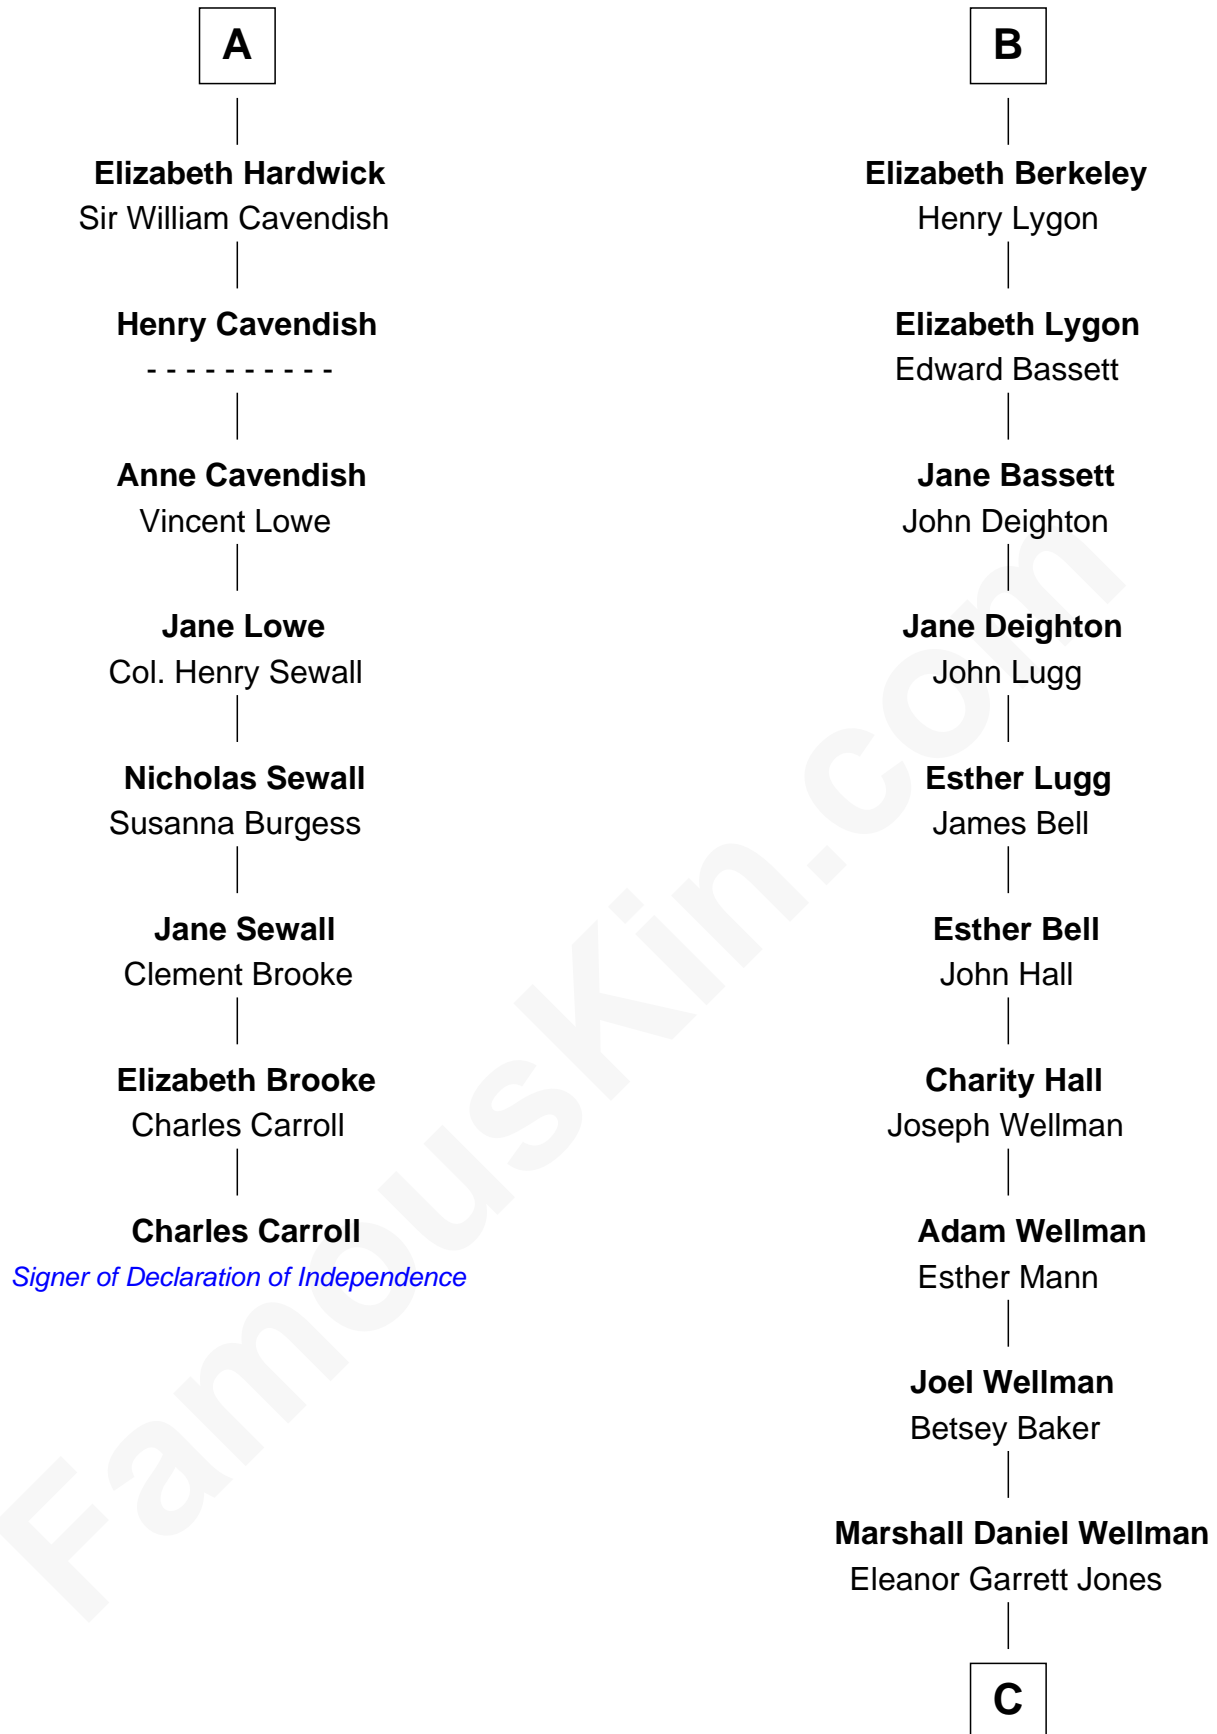 A
Elizabeth Hardwick
Sir William Cavendish
Henry Cavendish
- - - - - - - - - -
Anne Cavendish
Vincent Lowe
Jane Lowe
Col. Henry Sewall
Nicholas Sewall
Susanna Burgess
Jane Sewall
Clement Brooke
Elizabeth Brooke
Charles Carroll
Charles Carroll
Signer of Declaration of Independence
B
Elizabeth Berkeley
Henry Lygon
Elizabeth Lygon
Edward Bassett
Jane Bassett
John Deighton
Jane Deighton
John Lugg
Esther Lugg
James Bell
Esther Bell
John Hall
Charity Hall
Joseph Wellman
Adam Wellman
Esther Mann
Joel Wellman
Betsey Baker
Marshall Daniel Wellman
Eleanor Garrett Jones
C
FamousKin.com